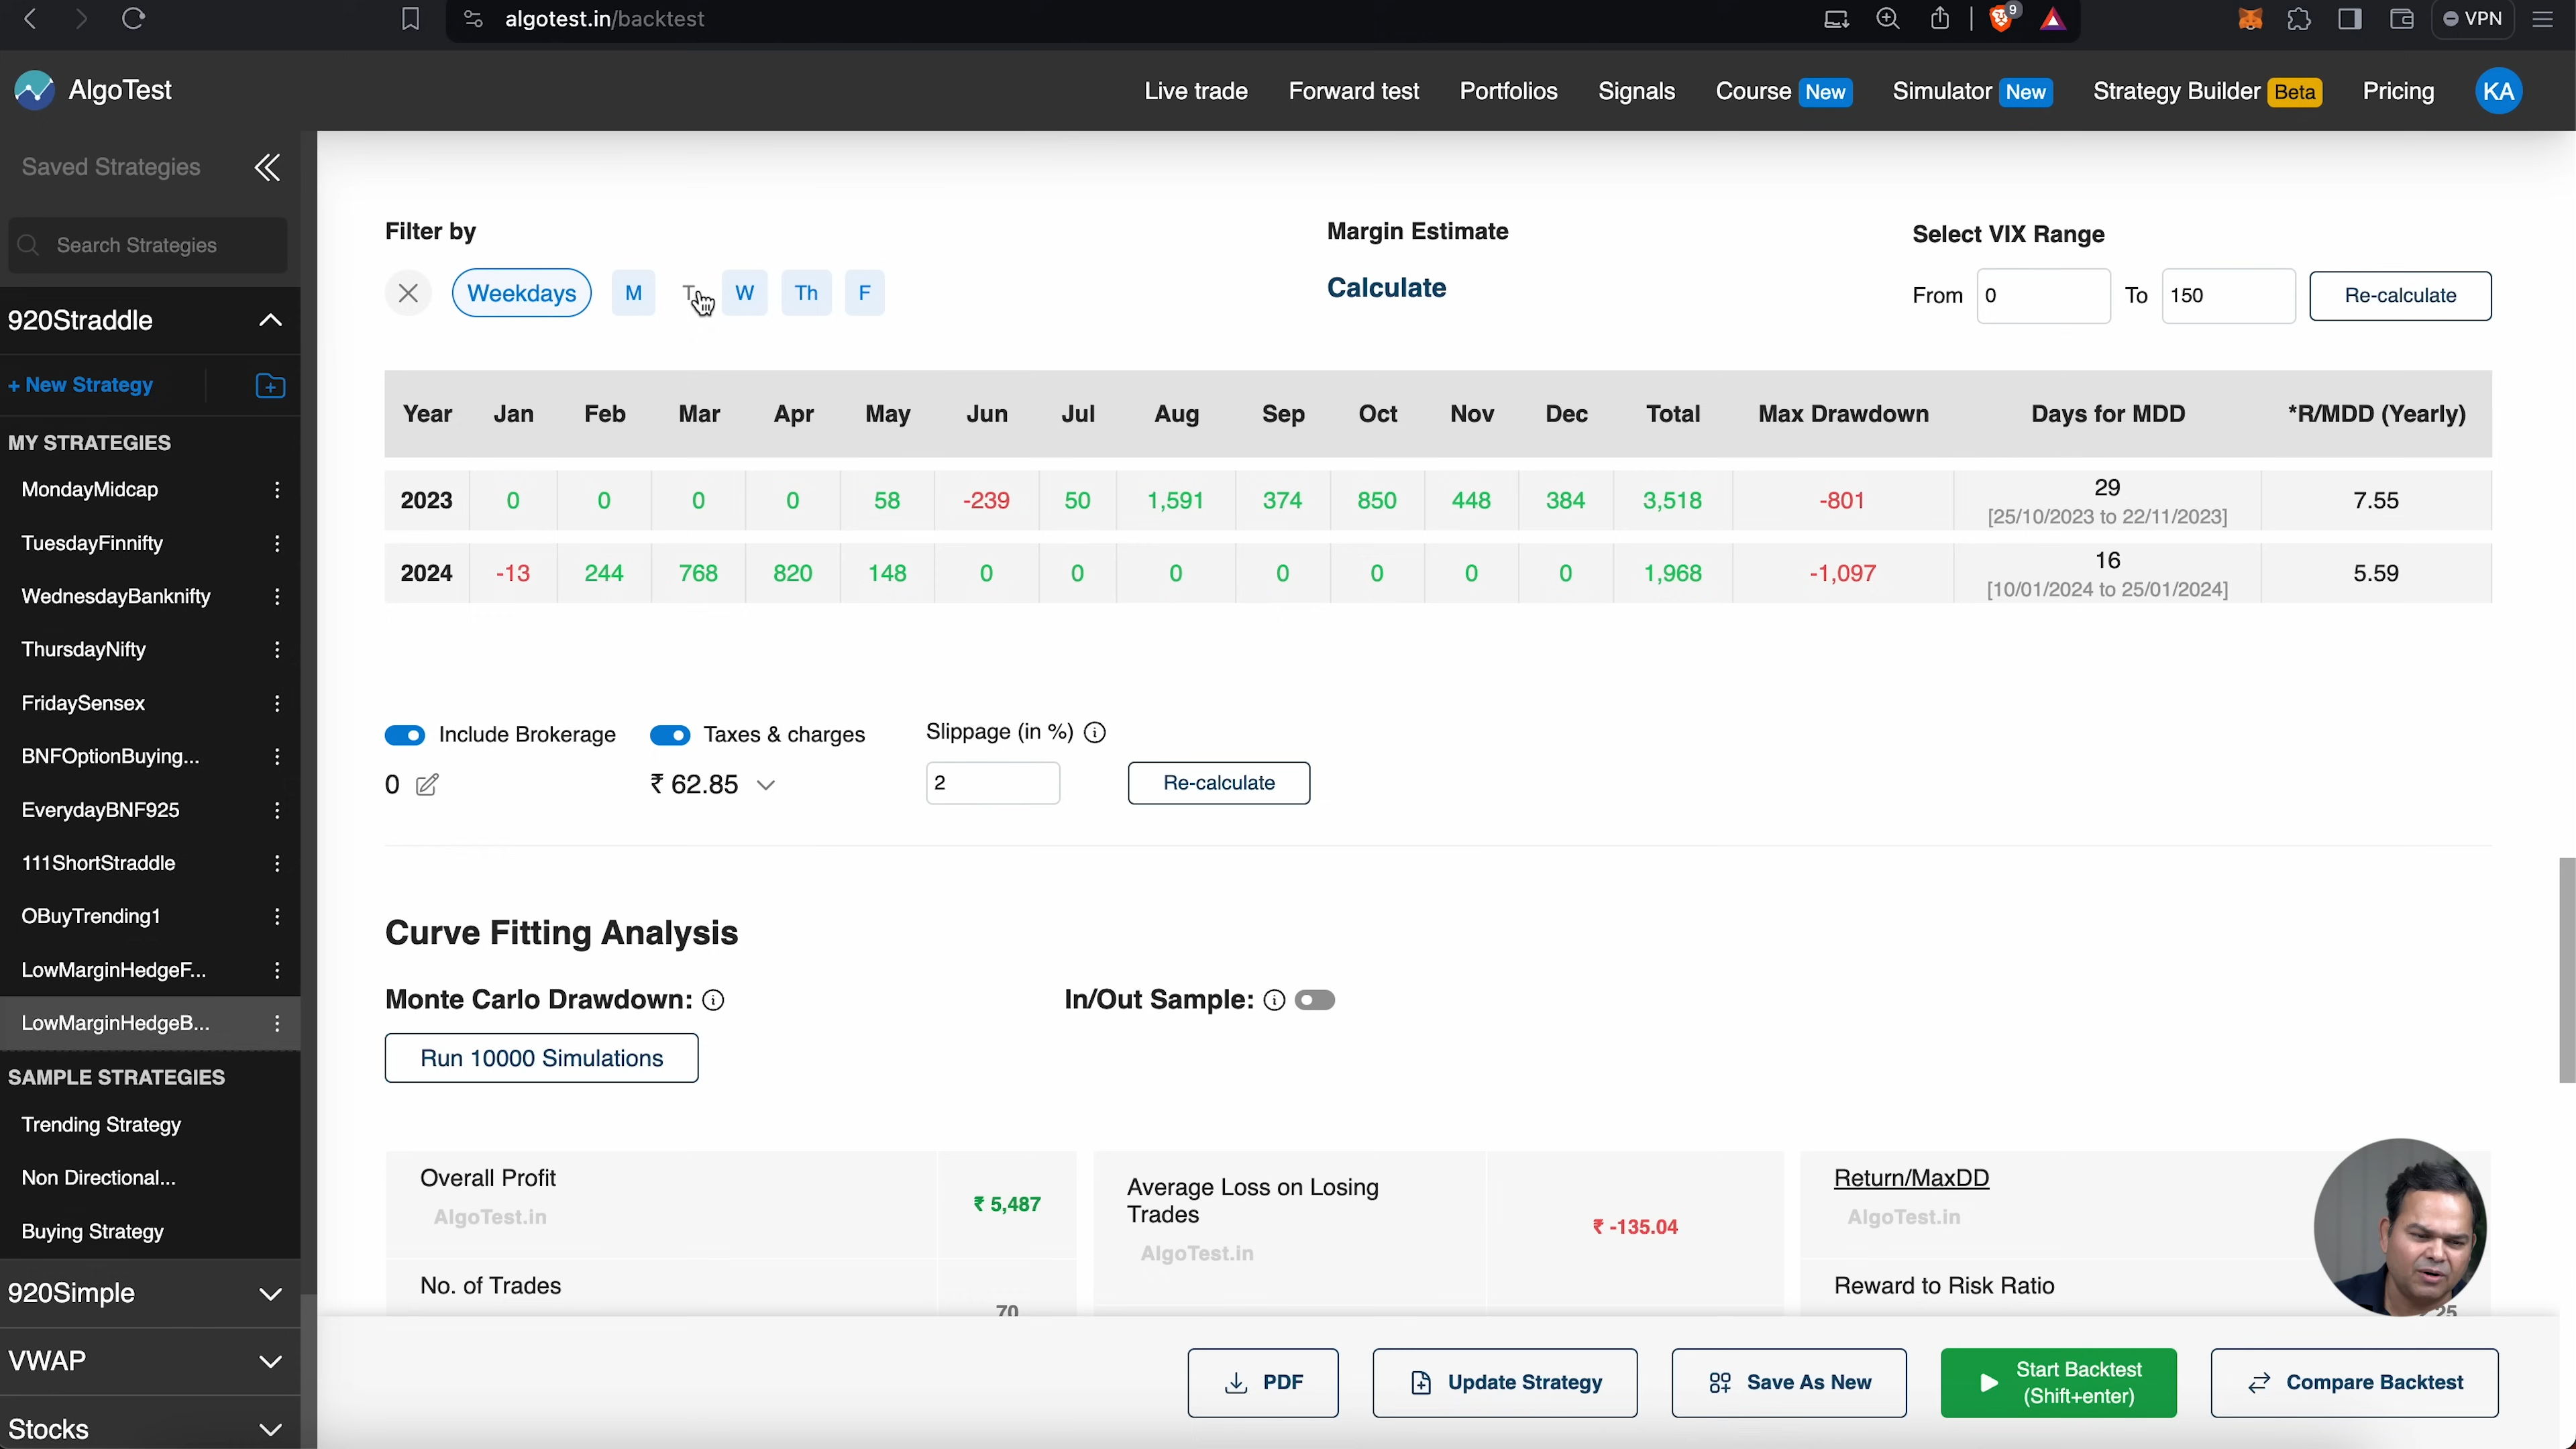 algotest.in/backtest
9
VPN
AlgoTest
Live trade
Forward test
Portfolios
Signals
Course New
Simulator New
Strategy Builder Beta
Pricing
KA
Saved Strategies
Search Strategies
920Straddle
+ New Strategy
MY STRATEGIES
MondayMidcap
TuesdayFinnifty
WednesdayBanknifty
ThursdayNifty
FridaySensex
BNFOptionBuying...
EverydayBNF925
111ShortStraddle
OBuyTrending1
LowMarginHedgeF...
LowMarginHedgeB...
SAMPLE STRATEGIES
Trending Strategy
Non Directional...
Buying Strategy
920Simple
VWAP
Stocks
Filter by
Weekdays M T W Th F
Margin Estimate
Calculate
Select VIX Range
From 0 To 150 Re-calculate
Year Jan Feb Mar Apr May Jun Jul Aug Sep Oct Nov Dec Total Max Drawdown Days for MDD *R/MDD (Yearly)
2023 0 0 0 0 58 -239 50 1,591 374 850 448 384 3,518 -801 29 7.55
[25/10/2023 to 22/11/2023]
2024 -13 244 768 820 148 0 0 0 0 0 0 0 1,968 -1,097 16 5.59
[10/01/2024 to 25/01/2024]
Include Brokerage
0
Taxes & charges
₹ 62.85
Slippage (in %)
2
Re-calculate
Curve Fitting Analysis
Monte Carlo Drawdown:
Run 10000 Simulations
In/Out Sample:
Overall Profit
AlgoTest.in
₹ 5,487
No. of Trades
70
Average Loss on Losing
Trades
AlgoTest.in
₹ -135.04
Return/MaxDD
AlgoTest.in
Reward to Risk Ratio
PDF
Update Strategy
Save As New
Start Backtest
(Shift+enter)
Compare Backtest